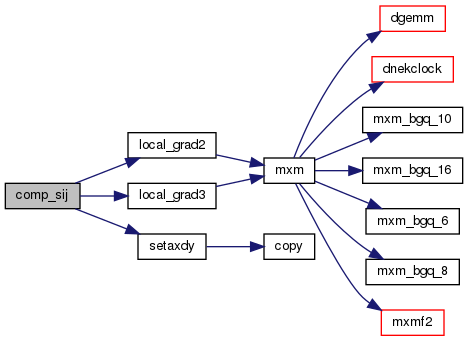 comp_sij
local_grad2
local_grad3
setaxdy
mxm
copy
dgemm
dnekclock
mxm_bgq_10
mxm_bgq_16
mxm_bgq_6
mxm_bgq_8
mxmf2